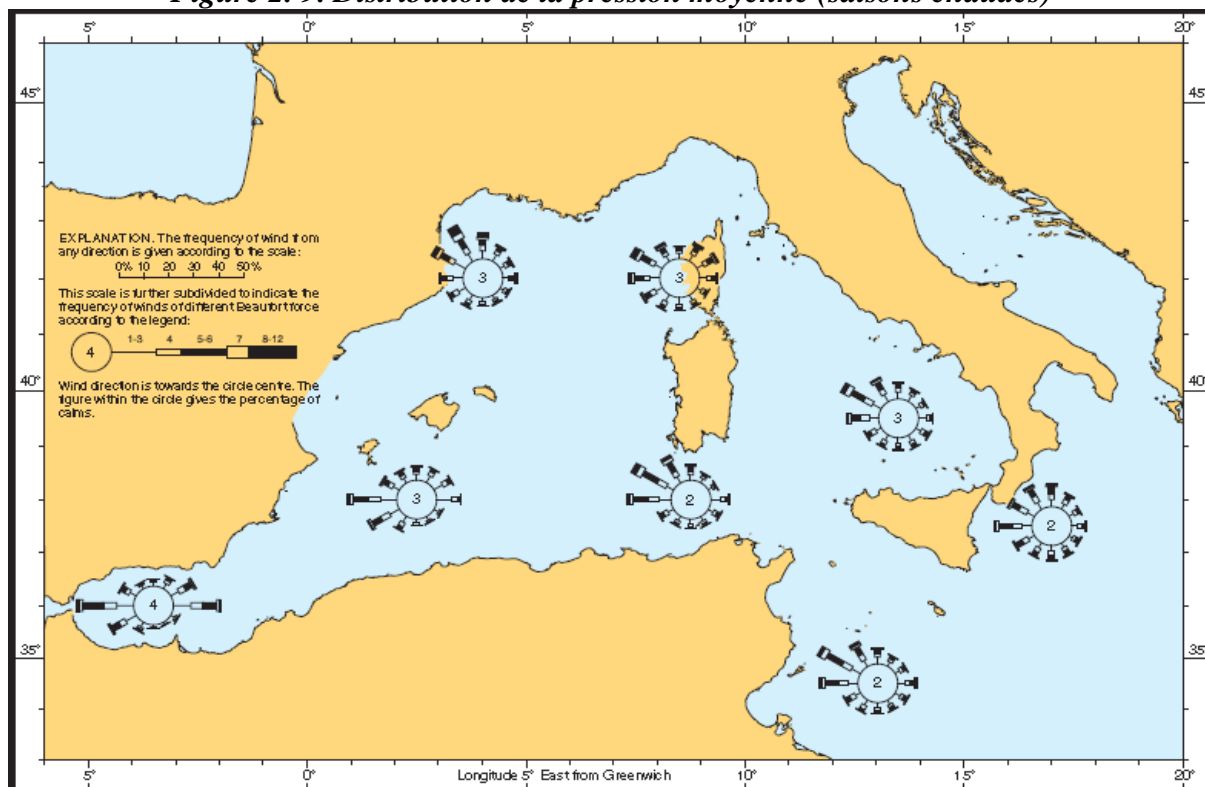 Figure 2. 9. Distribution de la pression moyenne (saisons chaudes)
5° 0° 5° 10° 15° 20°
45° 45°
EXPLANATION. The frequency of wind from
any direction is given according to the scale:
0% 10 20 30 40 50%
This scale is further subdivided to indicate the
frequency of winds of different Beaufort force
according to the legend:
1-3 4 5-6 7 8-12
4
Wind direction is towards the circle centre. The
figure within the circle gives the percentage of
calms.
3 3
40° 40°
3
3 2
2
4
35° 35°
2
5° 0° Longitude 5° East from Greenwich 10° 15° 20°